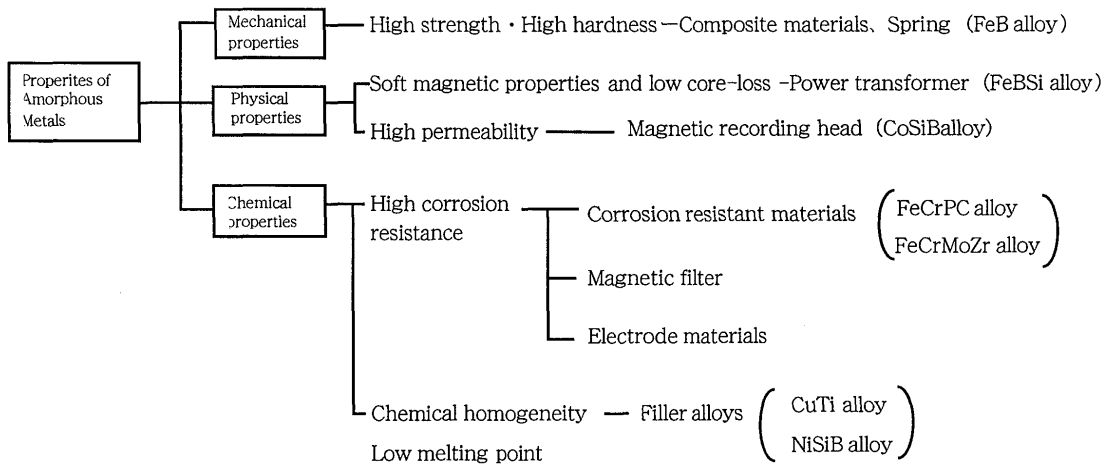 Mechanical
properties
High strength・High hardness－Composite materials、Spring (FeB alloy)
Properites of
Amorphous
Metals
Physical
properties
Soft magnetic properties and low core-loss -Power transformer (FeBSi alloy)
High permeability
Magnetic recording head (CoSiBalloy)
Chemical
properties
High corrosion
resistance
Corrosion resistant materials
FeCrPC alloy
FeCrMoZr alloy
Magnetic filter
Electrode materials
Chemical homogeneity
Low melting point
Filler alloys
CuTi alloy
NiSiB alloy